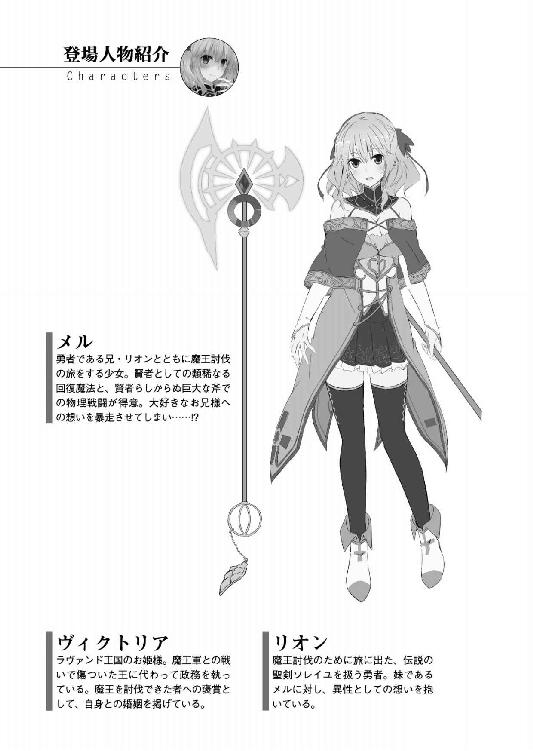 登場人物紹介
Characters
メル
勇者である兄・リオンとともに魔王討伐
の旅をする少女。賢者としての類稀なる
回復魔法と、賢者らしからぬ巨大な斧で
の物理戦闘が得意。大好きなお兄様へ
の想いを暴走させてしまい……!?
ヴィクトリア
ラヴァンド王国のお姫様。魔王軍との戦
いで傷ついた王に代わって政務を執っ
ている。魔王を討伐できた者への褒賞と
して、自身との婚姻を掲げている。
リオン
魔王討伐のために旅に出た、伝説の
聖剣ソレイユを扱う勇者。妹である
メルに対し、異性としての想いを抱
いている。